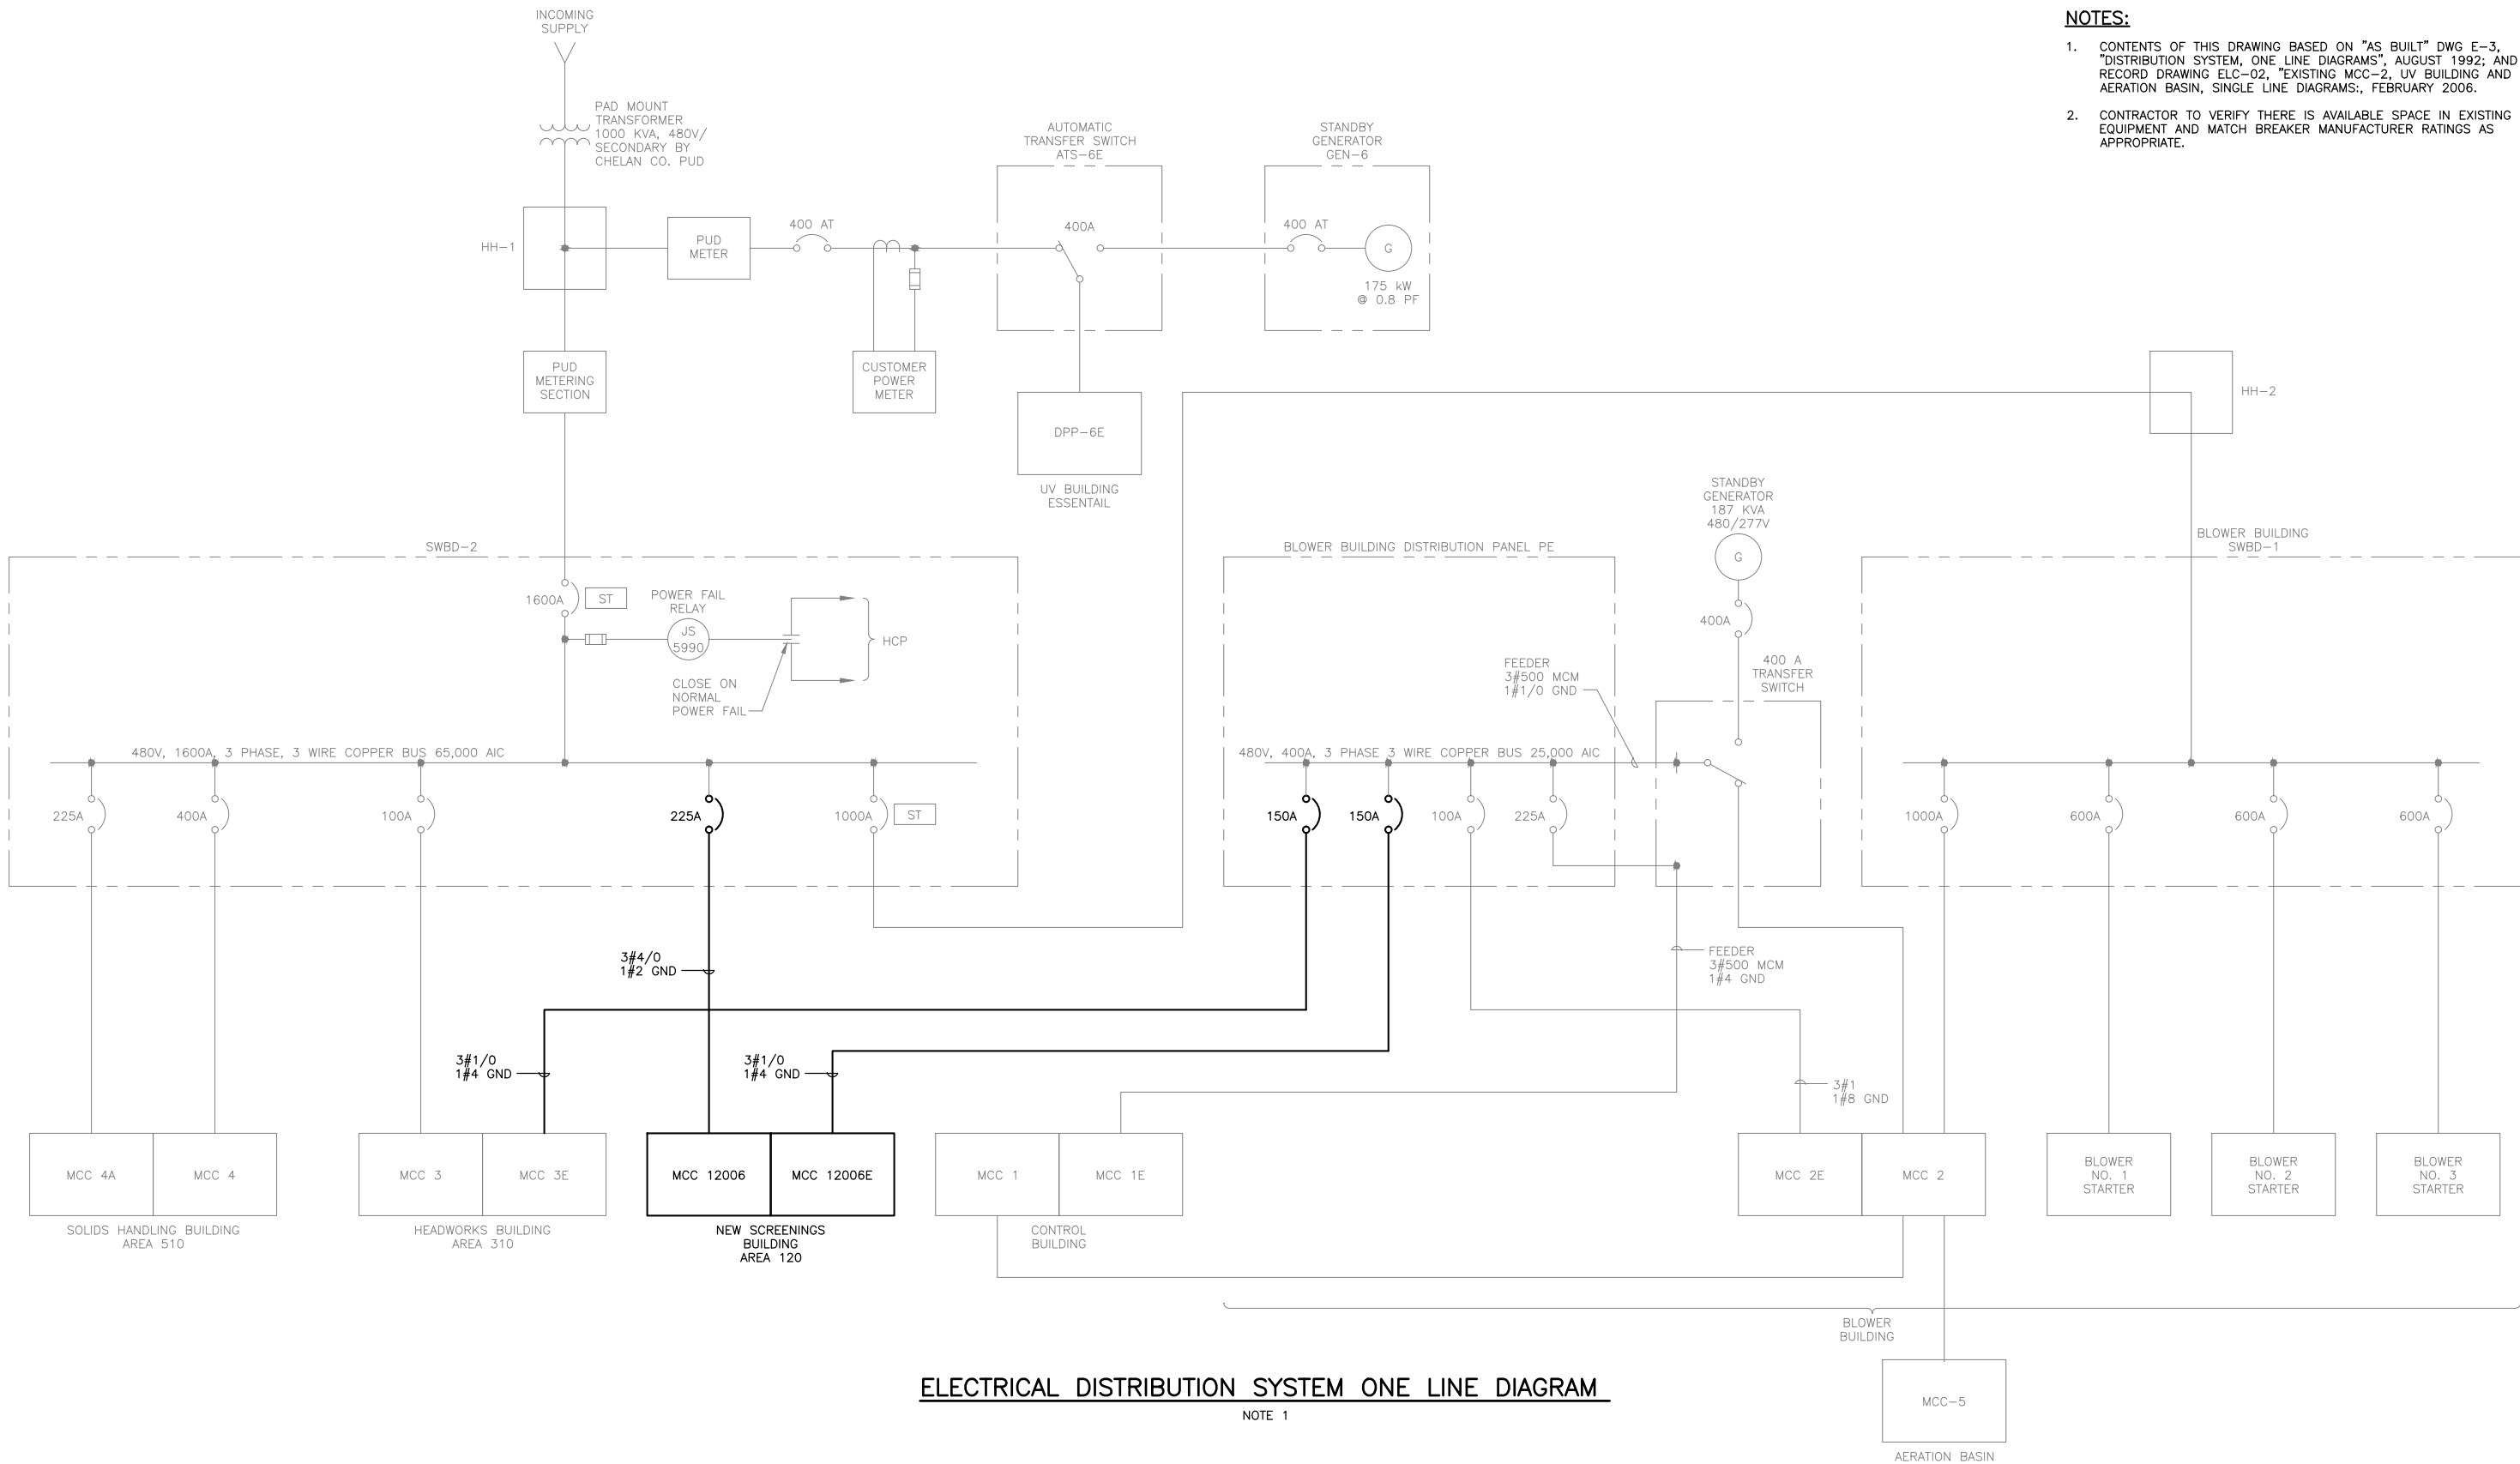 INCOMING
SUPPLY
NOTES:
1. CONTENTS OF THIS DRAWING BASED ON "AS BUILT" DWG E-3,
"DISTRIBUTION SYSTEM, ONE LINE DIAGRAMS", AUGUST 1992; AND
RECORD DRAWING ELC-02, "EXISTING MCC-2, UV BUILDING AND
AERATION BASIN, SINGLE LINE DIAGRAMS:, FEBRUARY 2006.
2. CONTRACTOR TO VERIFY THERE IS AVAILABLE SPACE IN EXISTING
EQUIPMENT AND MATCH BREAKER MANUFACTURER RATINGS AS
APPROPRIATE.
PAD MOUNT
TRANSFORMER
1000 KVA, 480V/
SECONDARY BY
CHELAN CO. PUD
AUTOMATIC
TRANSFER SWITCH
ATS-6E
STANDBY
GENERATOR
GEN-6
HH-1
PUD
METER
400 AT
400A
400 AT
G
175 kW
@ 0.8 PF
PUD
METERING
SECTION
CUSTOMER
POWER
METER
DPP-6E
UV BUILDING
ESSENTAIL
HH-2
STANDBY
GENERATOR
187 KVA
480/277V
G
400A
400 A
TRANSFER
SWITCH
SWBD-2
1600A
ST
POWER FAIL
RELAY
JS
5990
HCP
CLOSE ON
NORMAL
POWER FAIL
480V, 1600A, 3 PHASE, 3 WIRE COPPER BUS 65,000 AIC
225A
400A
100A
225A
1000A
ST
BLOWER BUILDING DISTRIBUTION PANEL PE
FEEDER
3#500 MCM
1#1/0 GND
480V, 400A, 3 PHASE 3 WIRE COPPER BUS 25,000 AIC
150A
150A
100A
225A
BLOWER BUILDING
SWBD-1
1000A
600A
600A
600A
3#4/0
1#2 GND
FEEDER
3#500 MCM
1#4 GND
3#1/0
1#4 GND
3#1/0
1#4 GND
3#1
1#8 GND
MCC 4A
MCC 4
SOLIDS HANDLING BUILDING
AREA 510
MCC 3
MCC 3E
HEADWORKS BUILDING
AREA 310
MCC 12006
MCC 12006E
NEW SCREENINGS
BUILDING
AREA 120
MCC 1
MCC 1E
CONTROL
BUILDING
MCC 2E
MCC 2
BLOWER
NO. 1
STARTER
BLOWER
NO. 2
STARTER
BLOWER
NO. 3
STARTER
BLOWER
BUILDING
MCC-5
AERATION BASIN
ELECTRICAL DISTRIBUTION SYSTEM ONE LINE DIAGRAM
NOTE 1